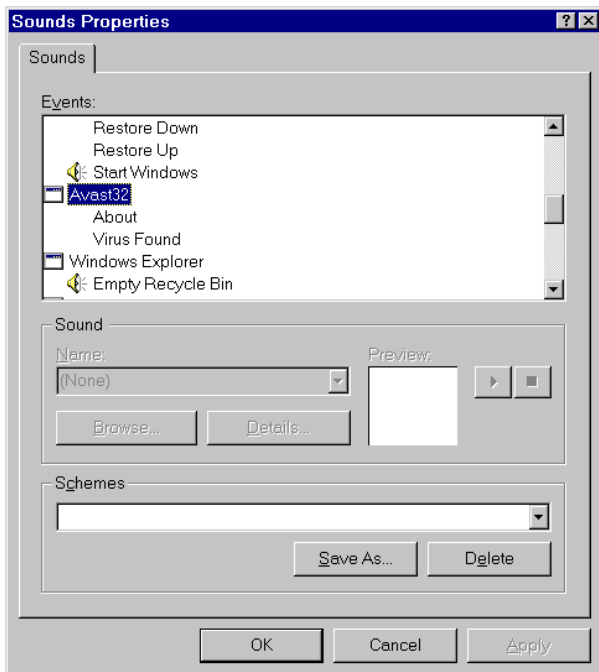 Sounds Properties
Sounds
Events:
Restore Down
Restore Up
Start Windows
Avast32
About
Virus Found
Windows Explorer
Empty Recycle Bin
Sound
Name:
Preview:
(None)
Browse...
Details...
Schemes
Save As...
Delete
OK
Cancel
Apply